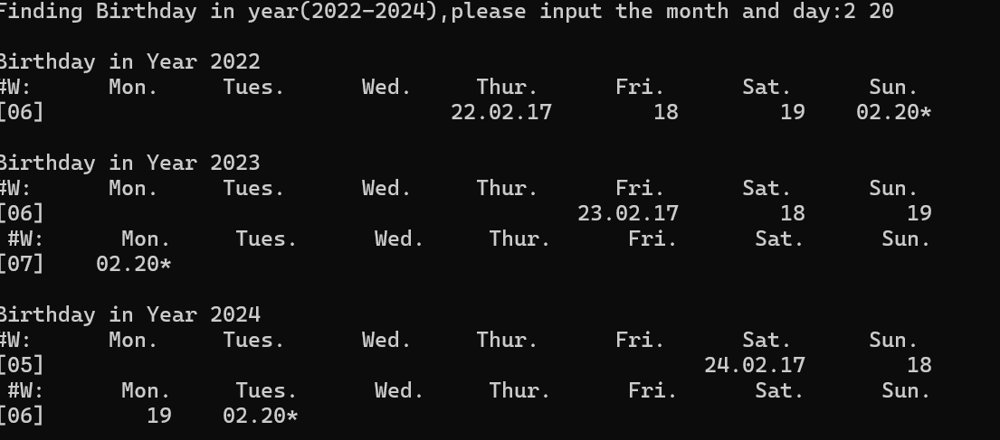 Finding Birthday in year(2022-2024),please input the month and day:2 20
Birthday in Year 2022
#W: Mon. Tues. Wed. Thur. Fri. Sat. Sun.
[06] 22.02.17 18 19 02.20*
Birthday in Year 2023
#W: Mon. Tues. Wed. Thur. Fri. Sat. Sun.
[06] 23.02.17 18 19
#W: Mon. Tues. Wed. Thur. Fri. Sat. Sun.
[07] 02.20*
Birthday in Year 2024
#W: Mon. Tues. Wed. Thur. Fri. Sat. Sun.
[05] 24.02.17 18
#W: Mon. Tues. Wed. Thur. Fri. Sat. Sun.
[06] 19 02.20*